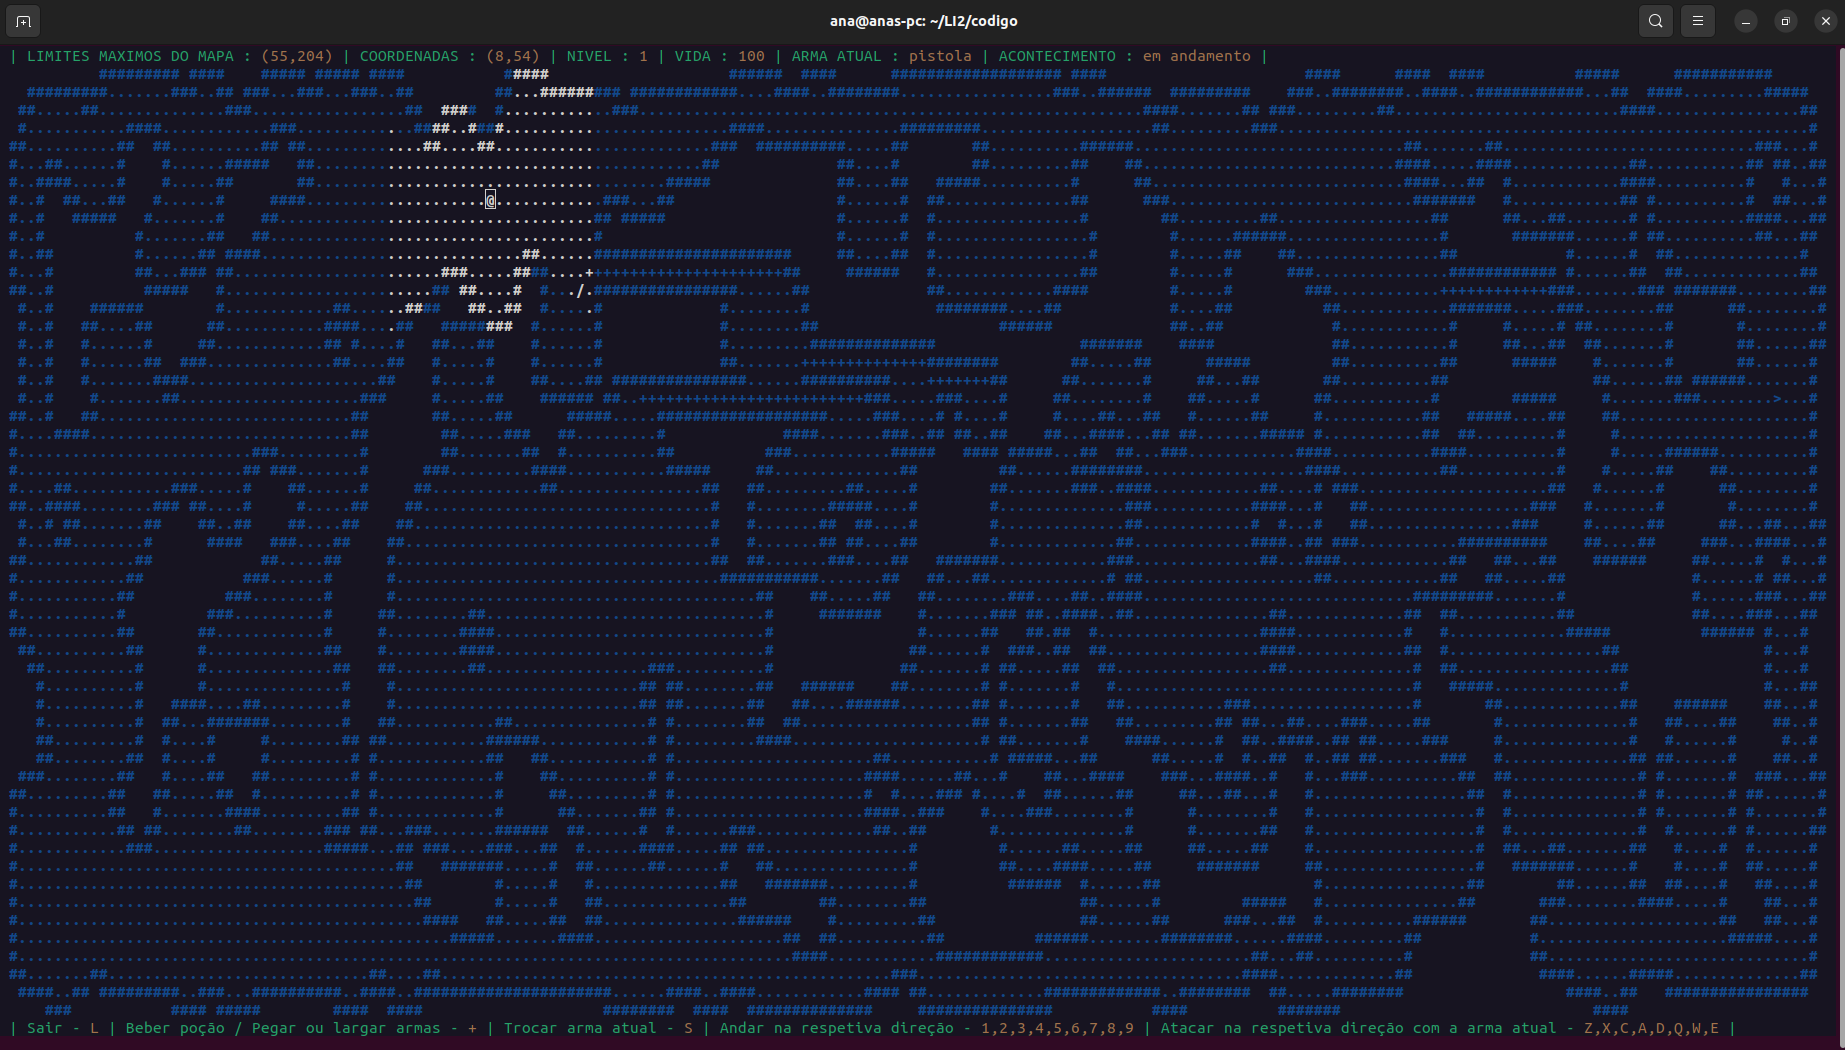 ana@anas-pc: ~/LI2/codigo
| LIMITES MAXIMOS DO MAPA : (55,204) | COORDENADAS : (8,54) | NIVEL : 1 | VIDA : 100 | ARMA ATUAL : pistola | ACONTECIMENTO : em andamento |
| Sair - L | Beber poção / Pegar ou largar armas - + | Trocar arma atual - S | Andar na respetiva direção - 1,2,3,4,5,6,7,8,9 | Atacar na respetiva direção com a arma atual - Z,X,C,A,D,Q,W,E |